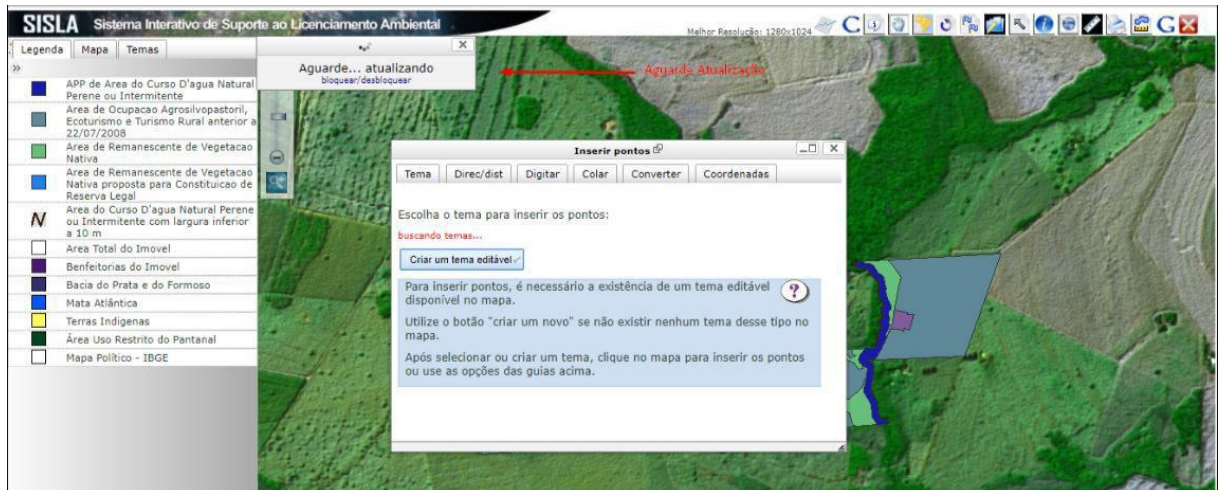 SISLA Sistema Interativo de Suporte ao Licenciamento Ambiental
Melhor Resolução: 1280x1024
Legenda Mapa Temas
»
APP de Area do Curso D'agua Natural
Perene ou Intermitente
Area de Ocupacao Agrosilvopastoril,
Ecoturismo e Turismo Rural anterior a
22/07/2008
Area de Remanescente de Vegetacao
Nativa
Area de Remanescente de Vegetacao
Nativa proposta para Constituicao de
Reserva Legal
Area do Curso D'agua Natural Perene
ou Intermitente com largura inferior
a 10 m
Area Total do Imovel
Benfeitorias do Imovel
Bacia do Prata e do Formoso
Mata Atlântica
Terras Indigenas
Área Uso Restrito do Pantanal
Mapa Político - IBGE
Aguarde... atualizando
bloquear/desbloquear
Aguarde Atualização
Inserir pontos
Tema Direc/dist Digitar Colar Converter Coordenadas
Escolha o tema para inserir os pontos:
buscando temas...
Criar um tema editável
Para inserir pontos, é necessário a existência de um tema editável
disponível no mapa.
?
Utilize o botão "criar um novo" se não existir nenhum tema desse tipo no
mapa.
Após selecionar ou criar um tema, clique no mapa para inserir os pontos
ou use as opções das guias acima.